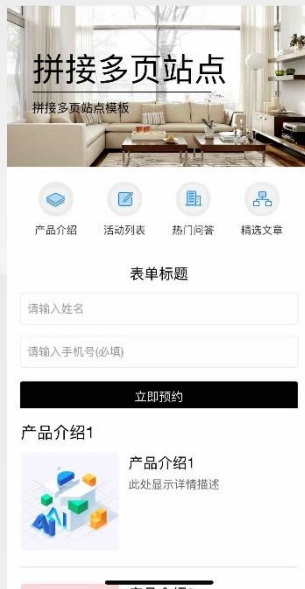 拼接多页站点
拼接多页站点模板
产品介绍 活动列表 热门问答 精选文章
表单标题
请输入姓名
请输入手机号(必填)
立即预约
产品介绍1
产品介绍1
此处显示详情描述